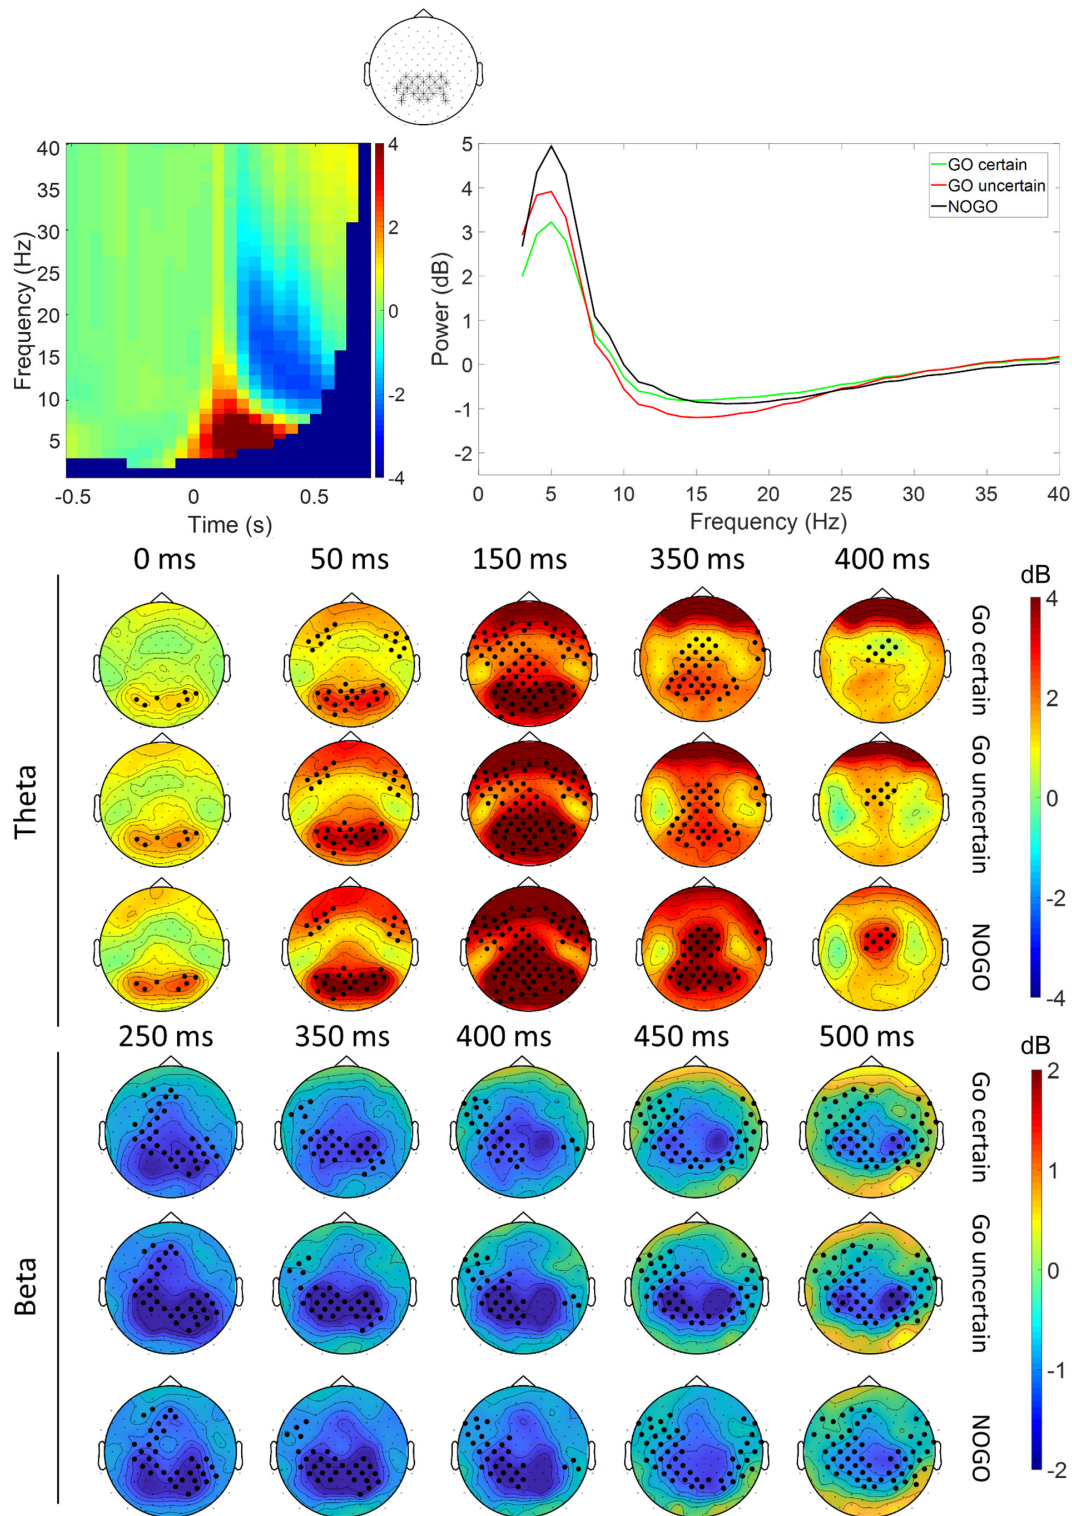 40
35
30
25
20
15
10
5
Frequency (Hz)
-0.5
0
0.5
Time (s)
4
2
0
-2
-4
5
4
3
2
1
0
-1
-2
Power (dB)
0
5
10
15
20
25
30
35
40
Frequency (Hz)
GO certain
GO uncertain
NOGO
0 ms
50 ms
150 ms
350 ms
400 ms
dB
Theta
Go certain
Go uncertain
NOGO
4
2
0
-2
-4
250 ms
350 ms
400 ms
450 ms
500 ms
dB
Beta
Go certain
Go uncertain
NOGO
2
1
0
-1
-2